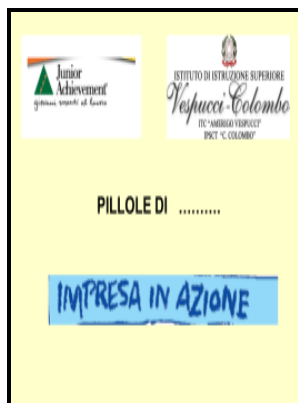 Junior
Achievement®
giovani svegli al lavoro
ISTITUTO DI ISTRUZIONE SUPERIORE
Vespucci-Colombo
ITC "AMERIGO VESPUCCI"
IPSCT "C. COLOMBO"
PILLOLE DI ..........
IMPRESA IN AZIONE